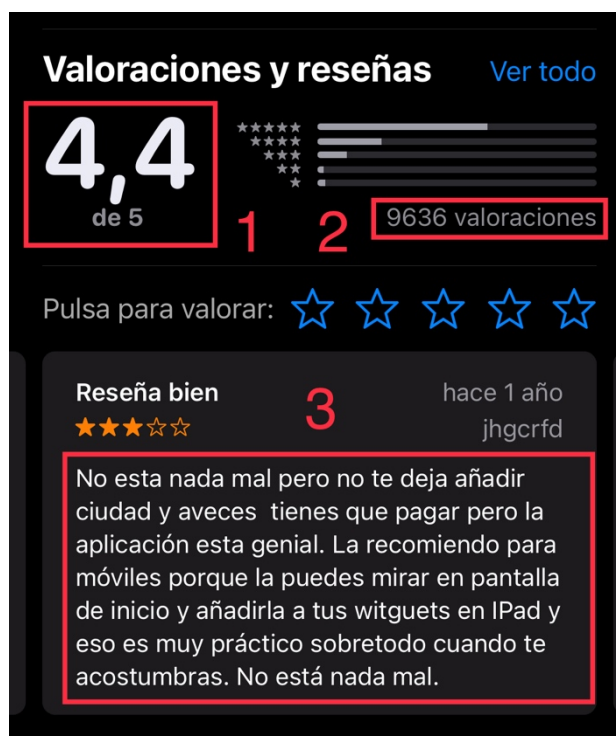 Valoraciones y reseñas Ver todo
4,4
de 5
★★★★★
★★★★
★★★
★★
★
1 2
9636 valoraciones
Pulsa para valorar: ☆ ☆ ☆ ☆ ☆
Reseña bien hace 1 año
★★★☆☆ 3 jhgcrfd
No esta nada mal pero no te deja añadir
ciudad y aveces  tienes que pagar pero la
aplicación esta genial. La recomiendo para
móviles porque la puedes mirar en pantalla
de inicio y añadirla a tus witguets en IPad y
eso es muy práctico sobretodo cuando te
acostumbras. No está nada mal.